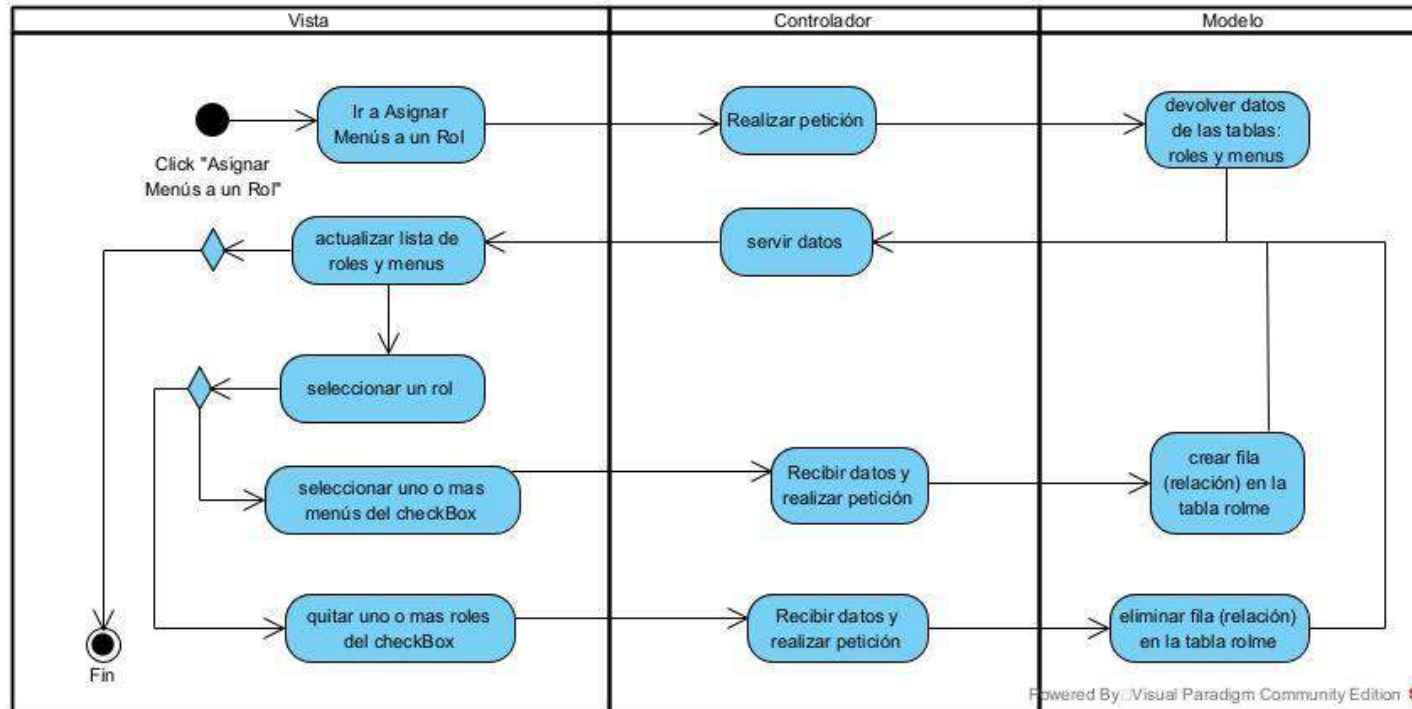 Vista
Controlador
Modelo
Ir a Asignar
Menús a un Rol
Realizar petición
devolver datos
de las tablas:
roles y menus
Click "Asignar
Menús a un Rol"
actualizar lista de
roles y menus
servir datos
seleccionar un rol
seleccionar uno o mas
menús del checkBox
Recibir datos y
realizar petición
crear fila
(relación) en la
tabla rolme
quitar uno o mas roles
del checkBox
Recibir datos y
realizar petición
eliminar fila (relación)
en la tabla rolme
Fin
Powered By Visual Paradigm Community Edition